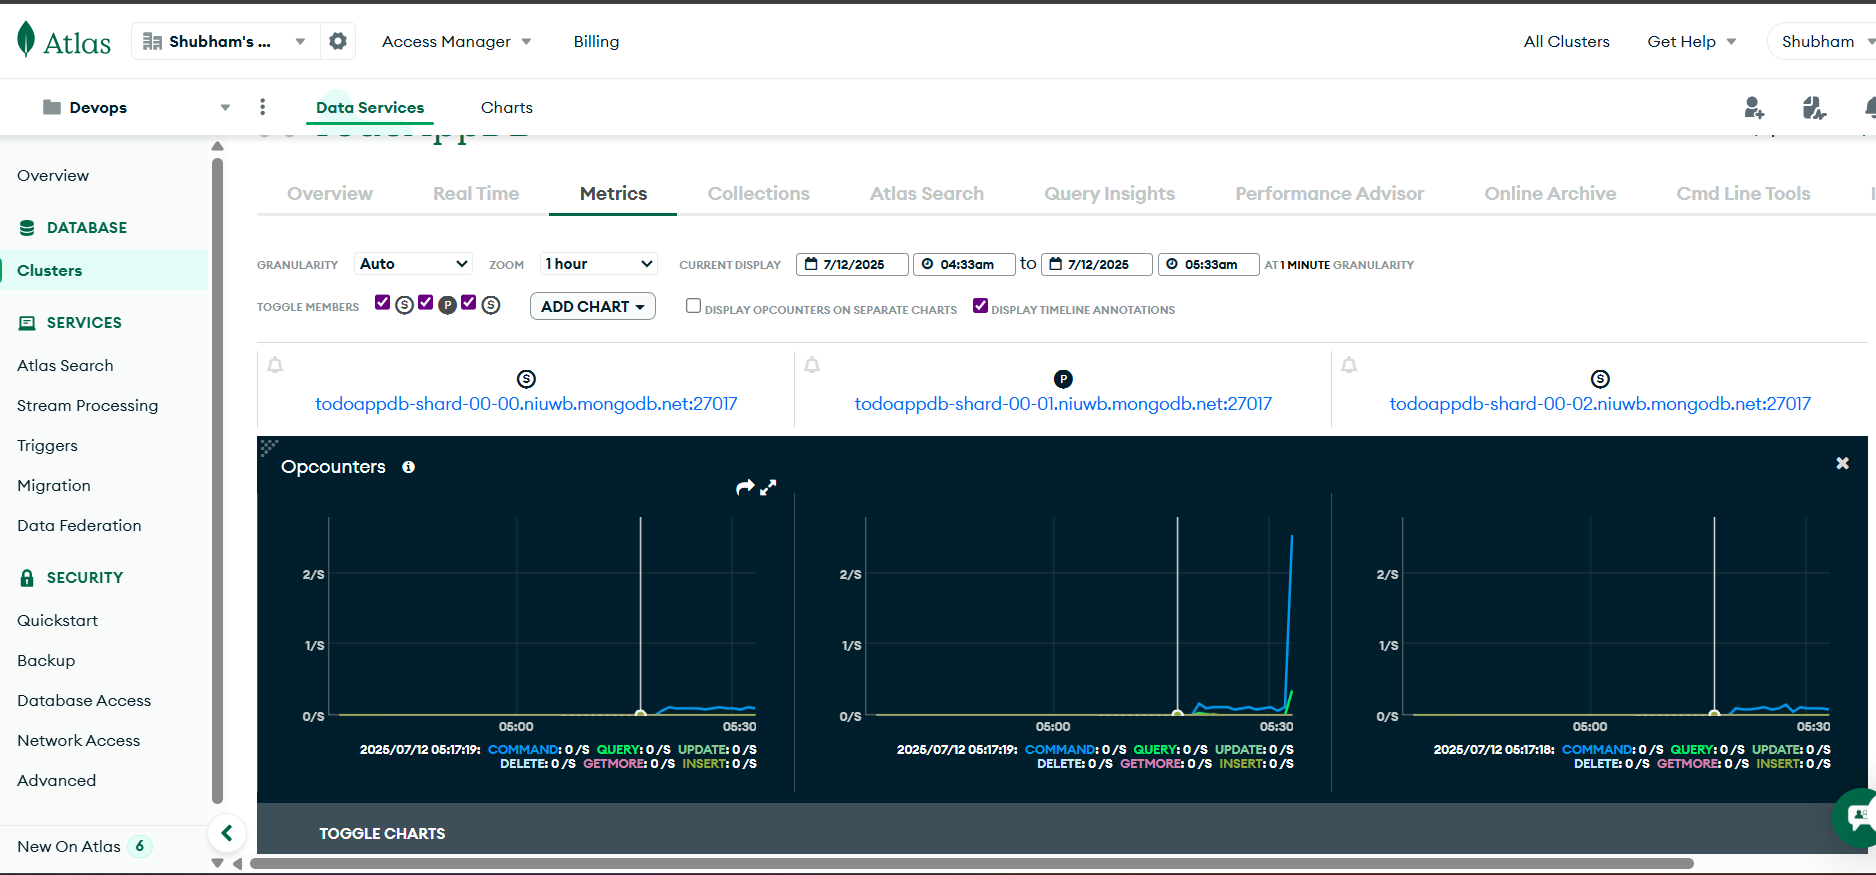 Atlas
Shubham's ...
Access Manager
Billing
All Clusters
Get Help
Shubham
Devops
Data Services
Charts
Overview
DATABASE
Clusters
SERVICES
Atlas Search
Stream Processing
Triggers
Migration
Data Federation
SECURITY
Quickstart
Backup
Database Access
Network Access
Advanced
New On Atlas 6
Overview
Real Time
Metrics
Collections
Atlas Search
Query Insights
Performance Advisor
Online Archive
Cmd Line Tools
GRANULARITY Auto ZOOM 1 hour CURRENT DISPLAY 7/12/2025 04:33am to 7/12/2025 05:33am AT 1 MINUTE GRANULARITY
TOGGLE MEMBERS S P S ADD CHART DISPLAY OPCOUNTERS ON SEPARATE CHARTS DISPLAY TIMELINE ANNOTATIONS
S
todoappdb-shard-00-00.niuwb.mongodb.net:27017
P
todoappdb-shard-00-01.niuwb.mongodb.net:27017
S
todoappdb-shard-00-02.niuwb.mongodb.net:27017
Opcounters
2/S
1/S
0/S
05:00
05:30
2025/07/12 05:17:19: COMMAND: 0 /S QUERY: 0 /S UPDATE: 0 /S
DELETE: 0 /S GETMORE: 0 /S INSERT: 0 /S
2/S
1/S
0/S
05:00
05:30
2025/07/12 05:17:19: COMMAND: 0 /S QUERY: 0 /S UPDATE: 0 /S
DELETE: 0 /S GETMORE: 0 /S INSERT: 0 /S
2/S
1/S
0/S
05:00
05:30
2025/07/12 05:17:18: COMMAND: 0 /S QUERY: 0 /S UPDATE: 0 /S
DELETE: 0 /S GETMORE: 0 /S INSERT: 0 /S
TOGGLE CHARTS